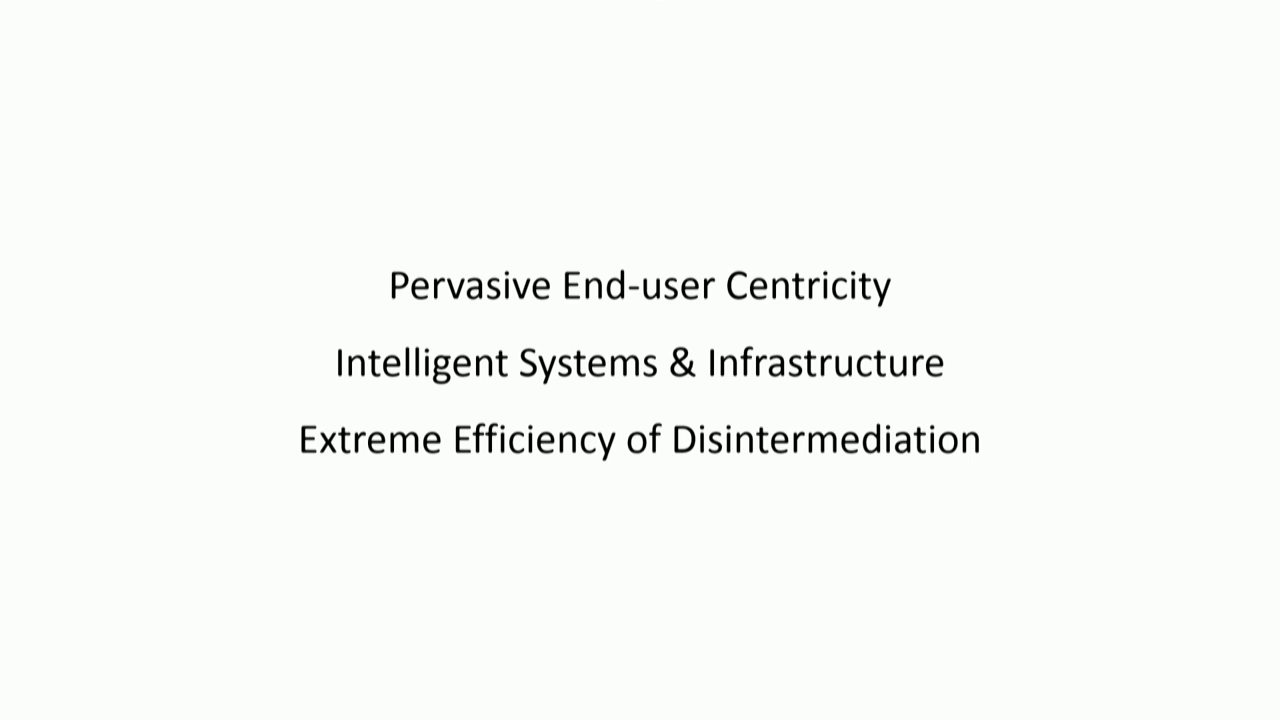 Pervasive End-user Centricity
Intelligent Systems & Infrastructure
Extreme Efficiency of Disintermediation